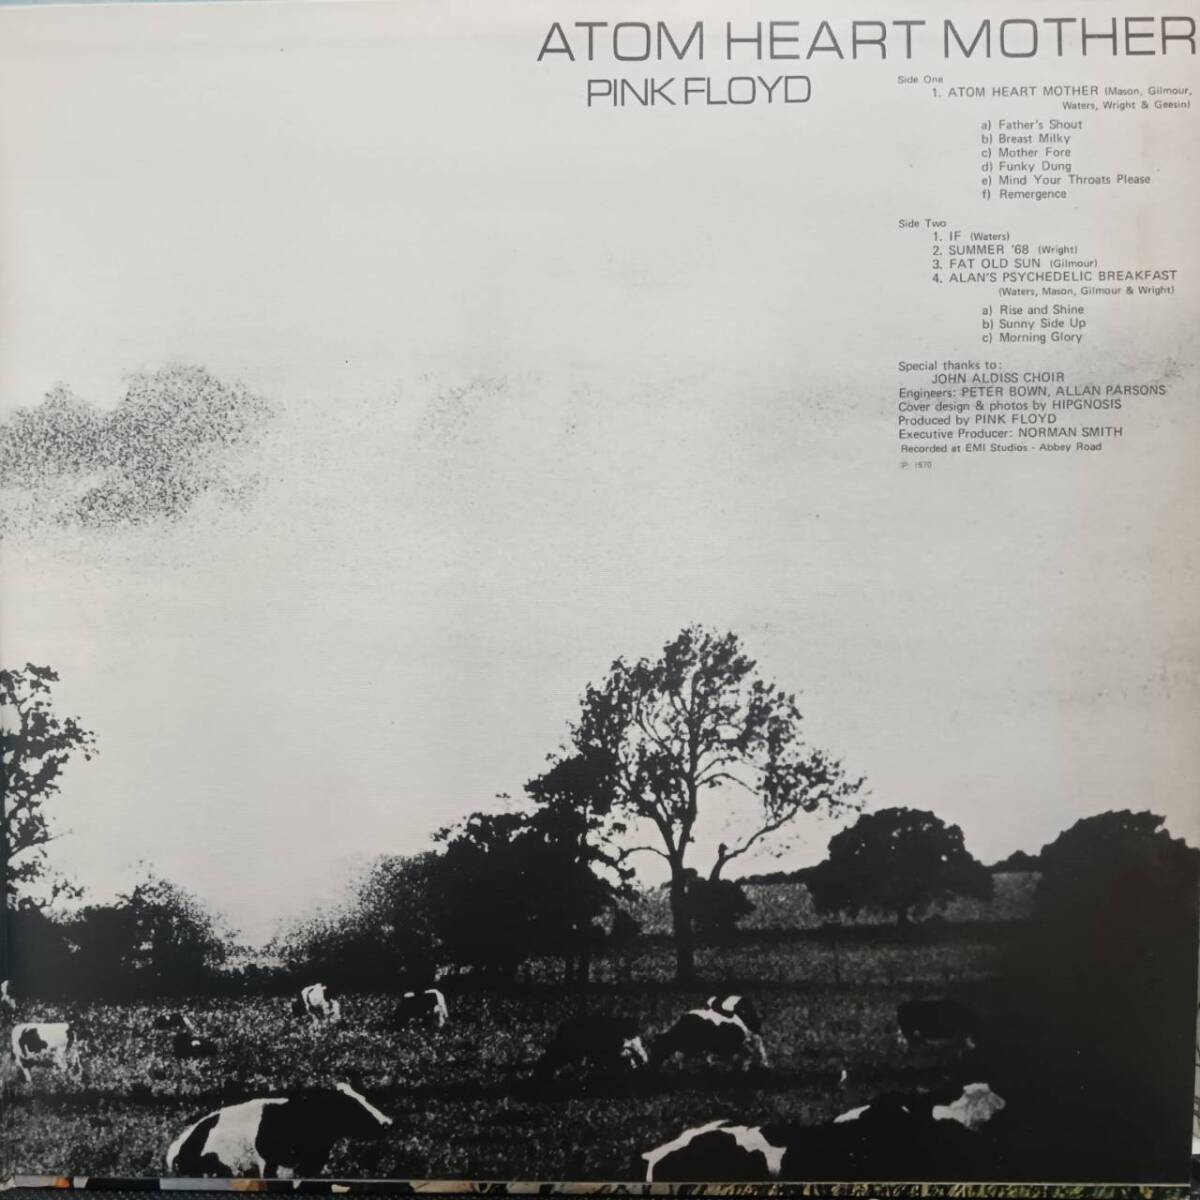 ATOM HEART MOTHER
PINK FLOYD
Side One
1. ATOM HEART MOTHER (Mason, Gilmour,
Waters, Wright & Geesin)
a) Father's Shout
b) Breast Milky
c) Mother Fore
d) Funky Dung
e) Mind Your Throats Please
f) Remergence
Side Two
1. IF (Waters)
2. SUMMER '68 (Wright)
3. FAT OLD SUN (Gilmour)
4. ALAN'S PSYCHEDELIC BREAKFAST
(Waters, Mason, Gilmour & Wright)
a) Rise and Shine
b) Sunny Side Up
c) Morning Glory
Special thanks to:
JOHN ALDISS CHOIR
Engineers: PETER BOWN, ALLAN PARSONS
Cover design & photos by HIPGNOSIS
Produced by PINK FLOYD
Executive Producer: NORMAN SMITH
Recorded at EMI Studios - Abbey Road
℗ 1970